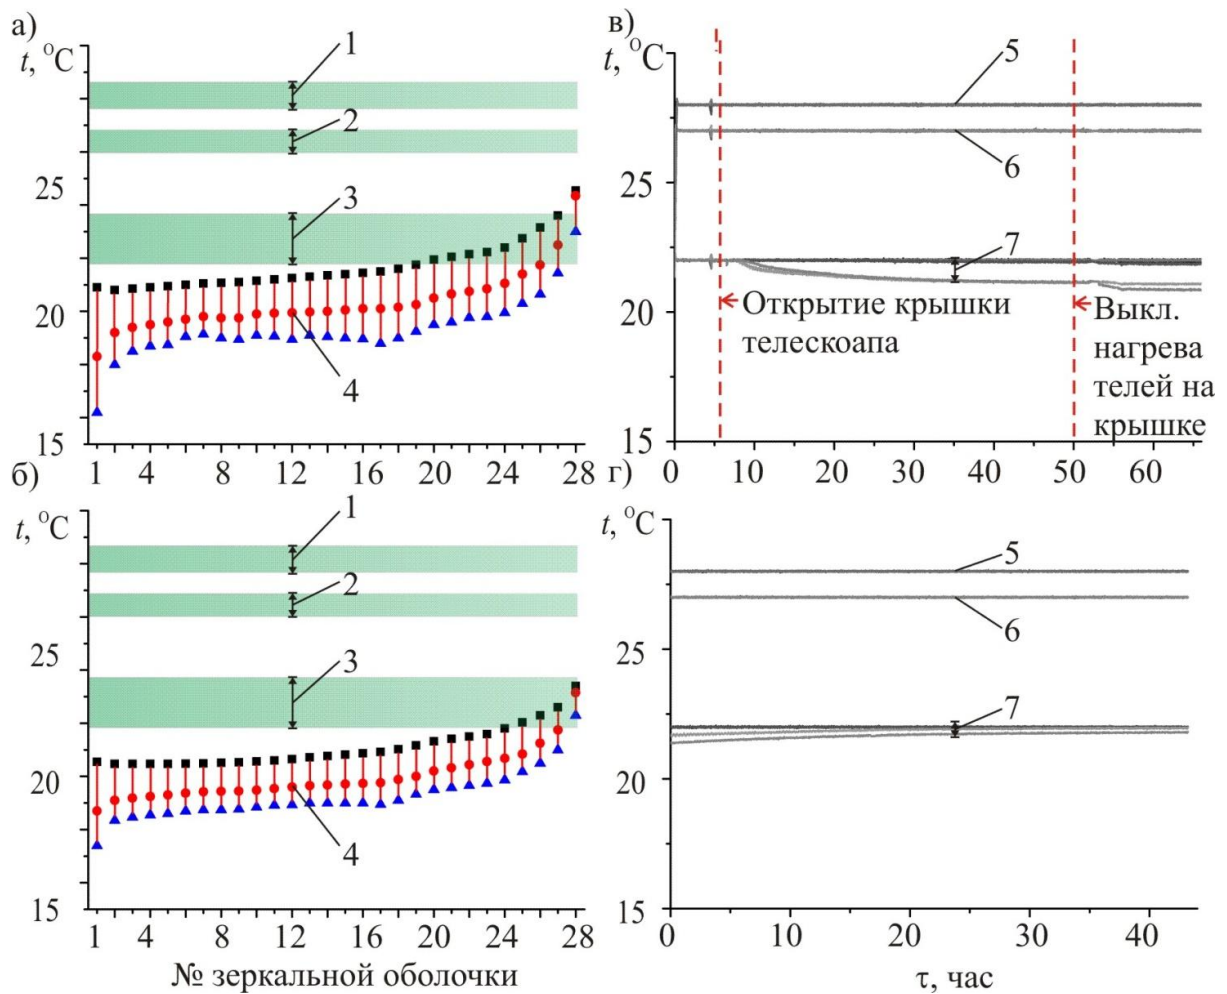 а)
t, °C
1
2
3
4
25
20
15
1 4 8 12 16 20 24 28
в)
t, °C
5
6
7
25
20
15
Открытие крышки
телескоапа
Выкл.
нагрева
телей на
крышке
0 10 20 30 40 50 60
б)
t, °C
1
2
3
4
25
20
15
1 4 8 12 16 20 24 28
№ зеркальной оболочки
г)
t, °C
5
6
7
25
20
15
0 10 20 30 40
τ, час